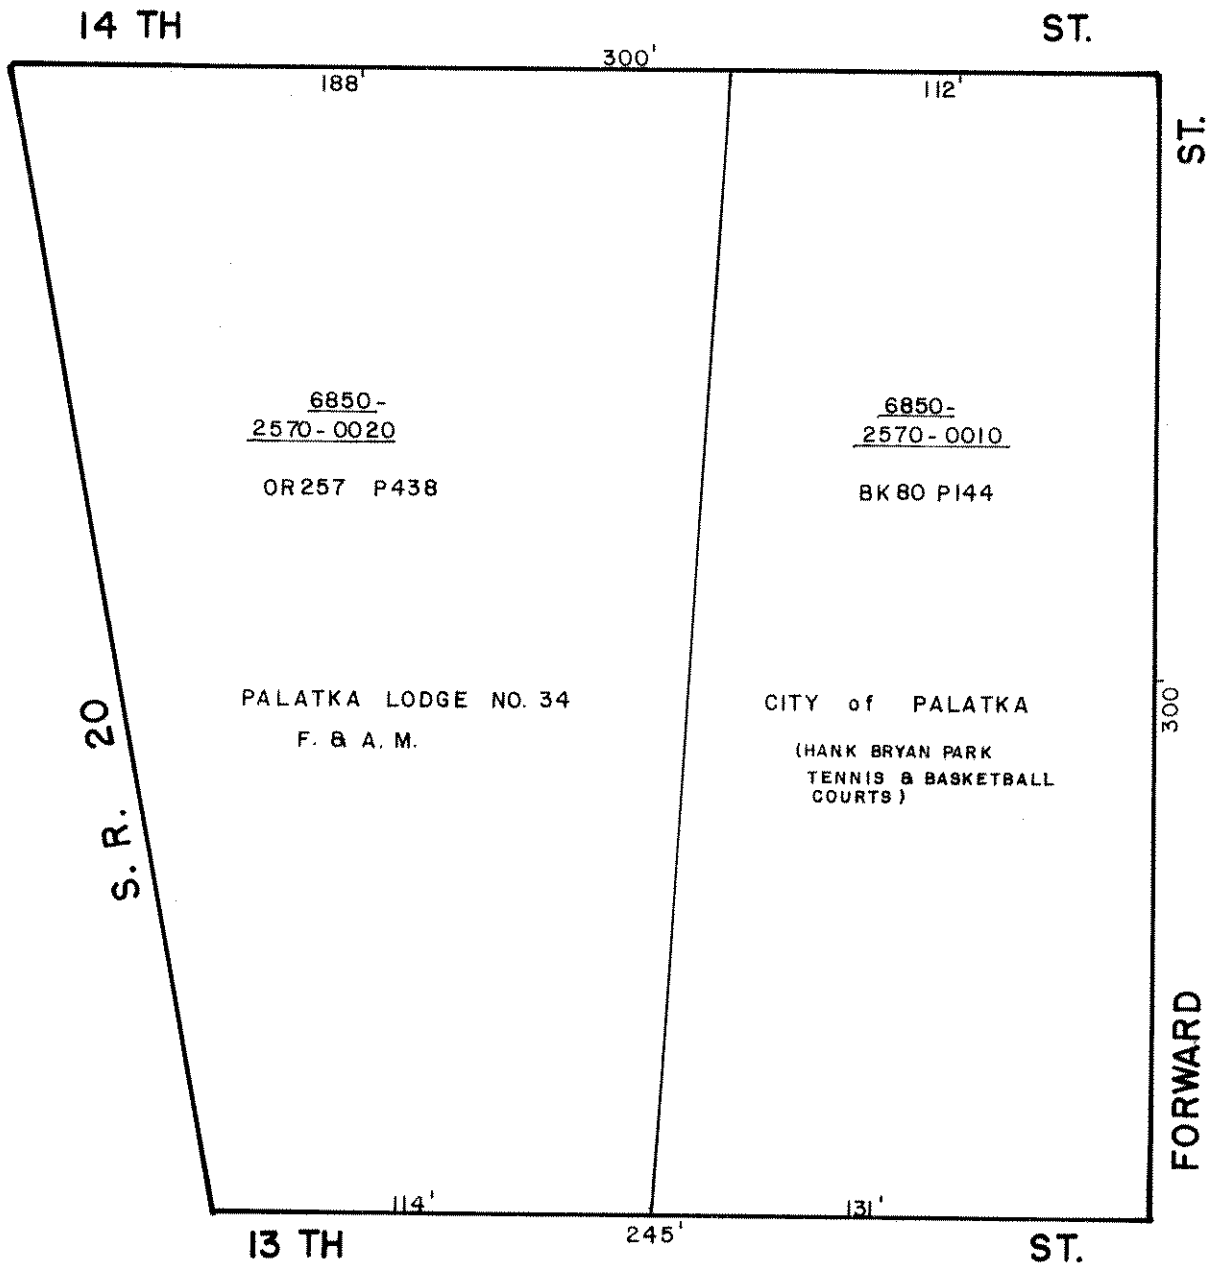 14 TH ST.
300'
188'
112'
ST.
6850-
2570-0020
OR257 P438
6850-
2570-0010
BK 80 P144
PALATKA LODGE NO. 34
F. & A. M.
CITY of PALATKA
(HANK BRYAN PARK
TENNIS & BASKETBALL
COURTS)
300'
S. R. 20
FORWARD
114'
131'
245'
13 TH ST.